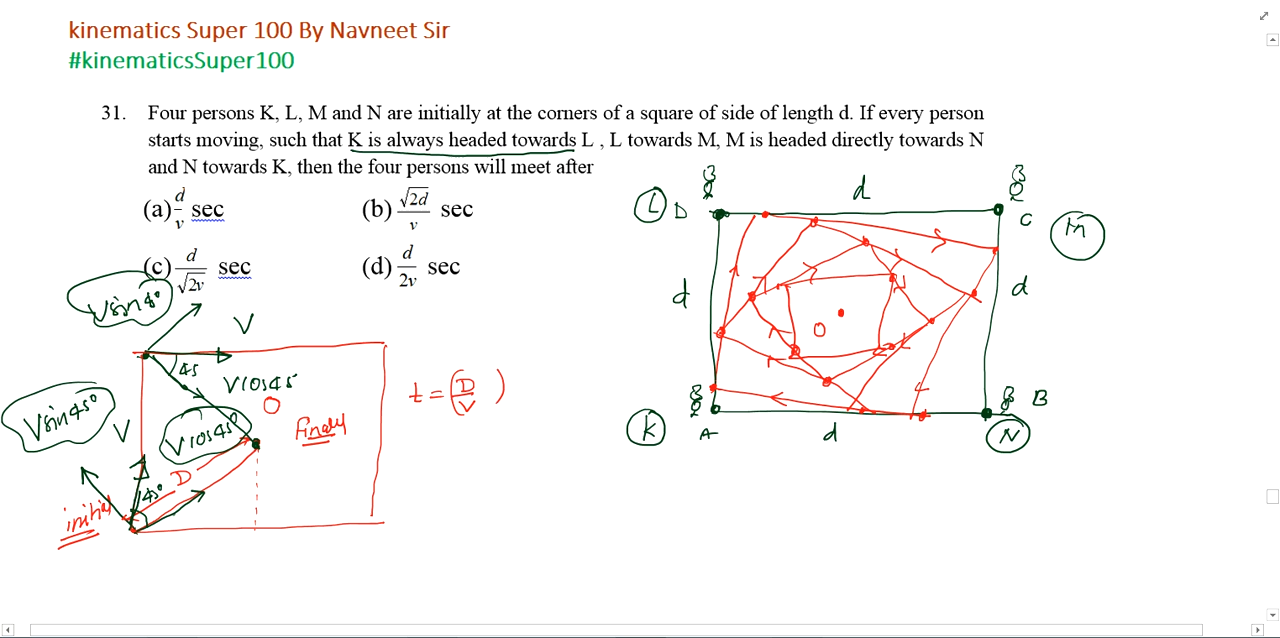 kinematics Super 100 By Navneet Sir
#kinematicsSuper100
31. Four persons K, L, M and N are initially at the corners of a square of side of length d. If every person
starts moving, such that K is always headed towards L , L towards M, M is headed directly towards N
and N towards K, then the four persons will meet after
(a) d/v sec (b) √2d/v sec
(c) d/√2v sec (d) d/2v sec
L D d C M
d d
O
K A d N B
Vsin45°
V
45
Vcos45
O
t = (D/V)
Vsin45° V Vcos45° Finally
D
45°
initial